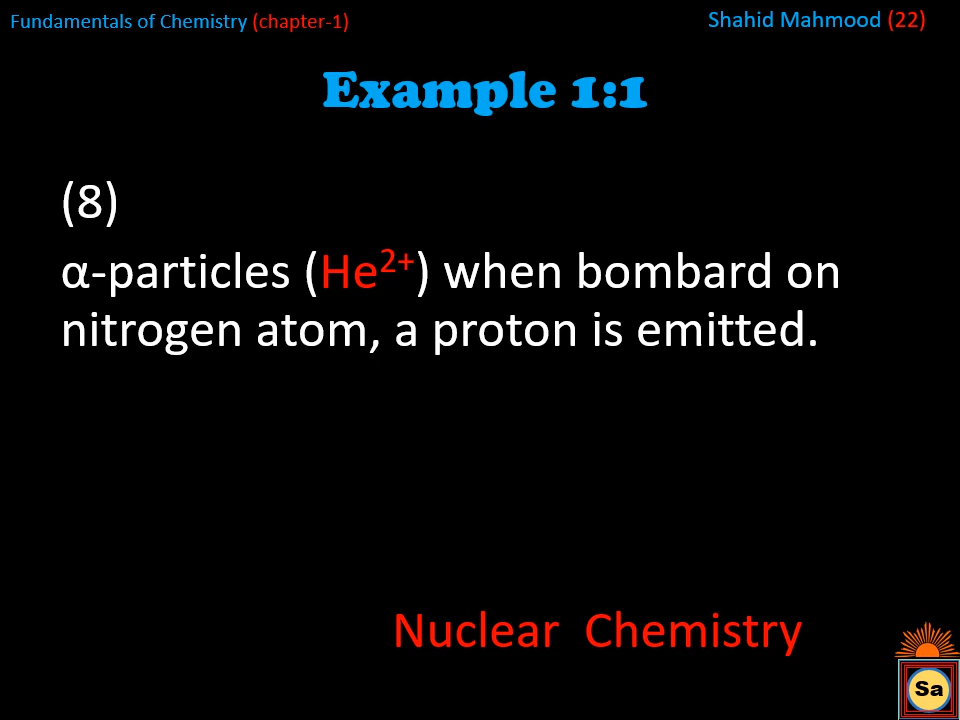 Fundamentals of Chemistry (chapter-1)
Shahid Mahmood (22)
Example 1:1
(8)
α-particles (He²⁺) when bombard on
nitrogen atom, a proton is emitted.
Nuclear Chemistry
Sa